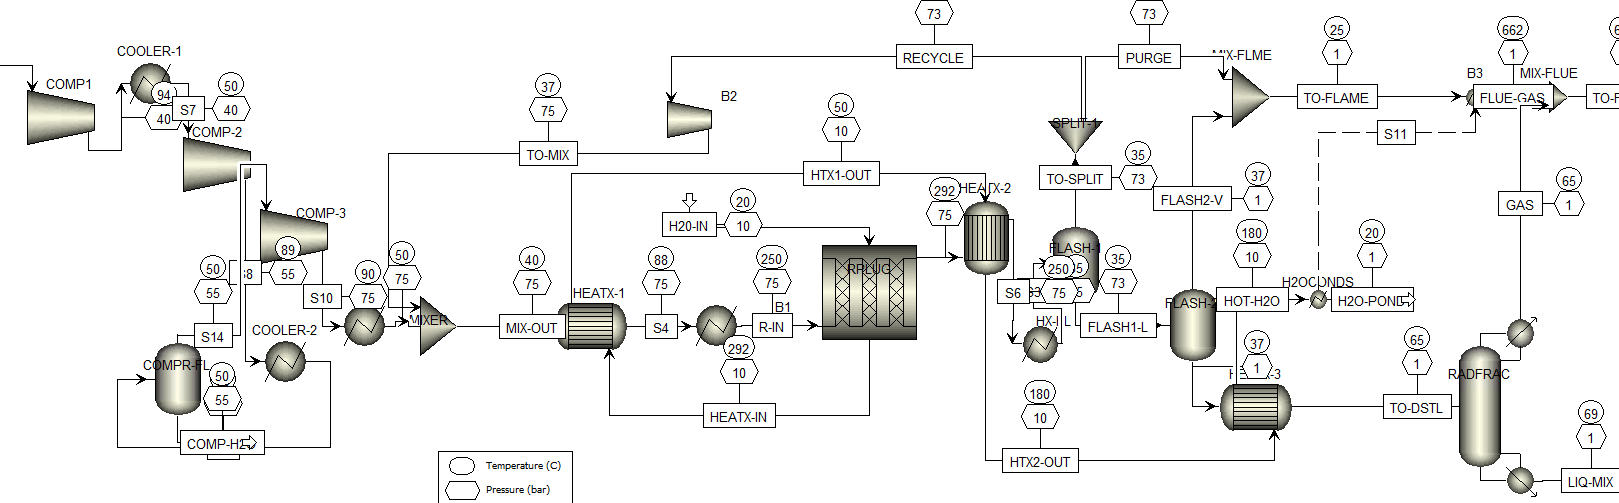 73
RECYCLE
73
PURGE
MIX-FLME
25
1
TO-FLAME
662
1
B3
FLUE-GAS
MIX-FLUE
COOLER-1
COMP1
94
40
S7
50
40
COMP-2
37
75
TO-MIX
B2
50
10
HTX1-OUT
SPLIT-1
TO-SPLIT
35
73
S11
FLASH2-V
37
1
GAS
65
1
COMP-3
H20-IN
20
10
292
75
HEATX-2
FLASH-1
180
10
HOT-H2O
20
1
H2OCONDS
H2O-POND
50
55
89
55
S10
90
75
50
75
MIXER
40
75
MIX-OUT
HEATX-1
88
75
S4
250
75
B1
R-IN
RPLUG
S6
250
75
35
73
FLASH1-L
S14
COOLER-2
292
10
HEATX-IN
37
1
65
1
TO-DSTL
RADFRAC
50
55
COMP-H2
180
10
HTX2-OUT
69
1
LIQ-MIX
Temperature (C)
Pressure (bar)